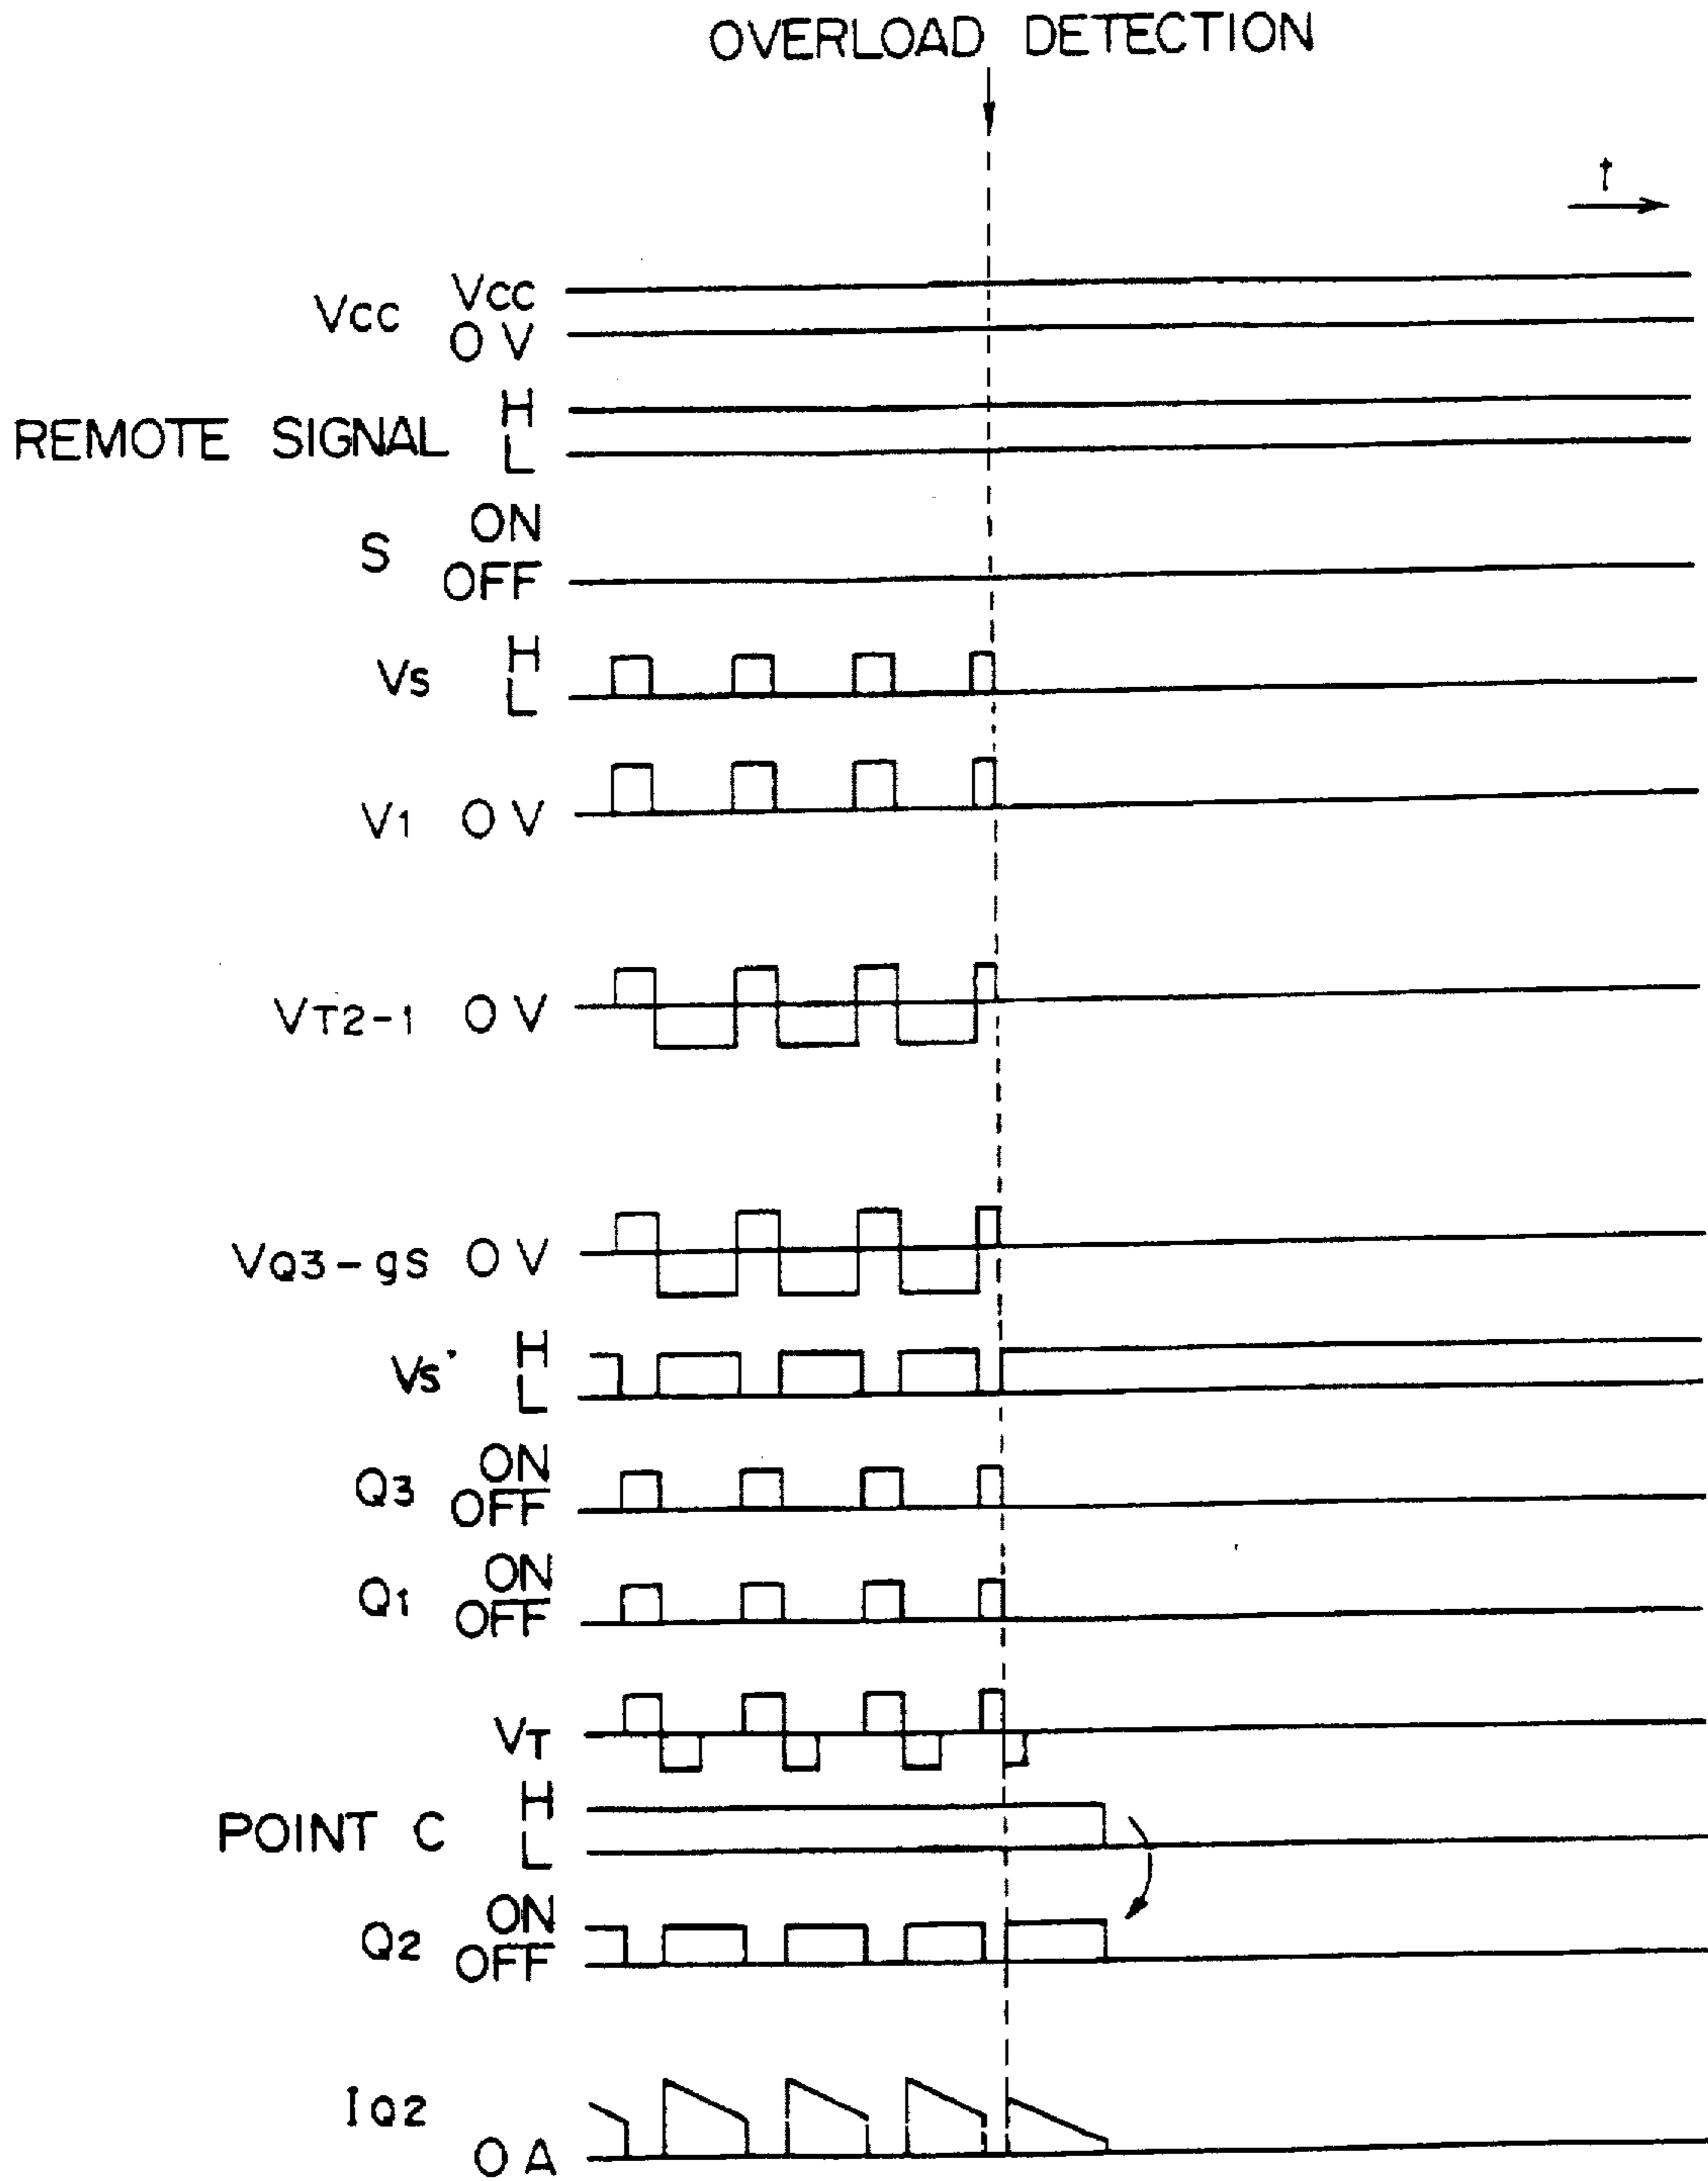 OVERLOAD DETECTION
t
Vcc Vcc
0 V
REMOTE SIGNAL H
L
S ON
OFF
Vs H
L
V1 0 V
VT2-1 0 V
VQ3-gs 0 V
Vs' H
L
Q3 ON
OFF
Q1 ON
OFF
VT
POINT C H
L
Q2 ON
OFF
IQ2
0 A